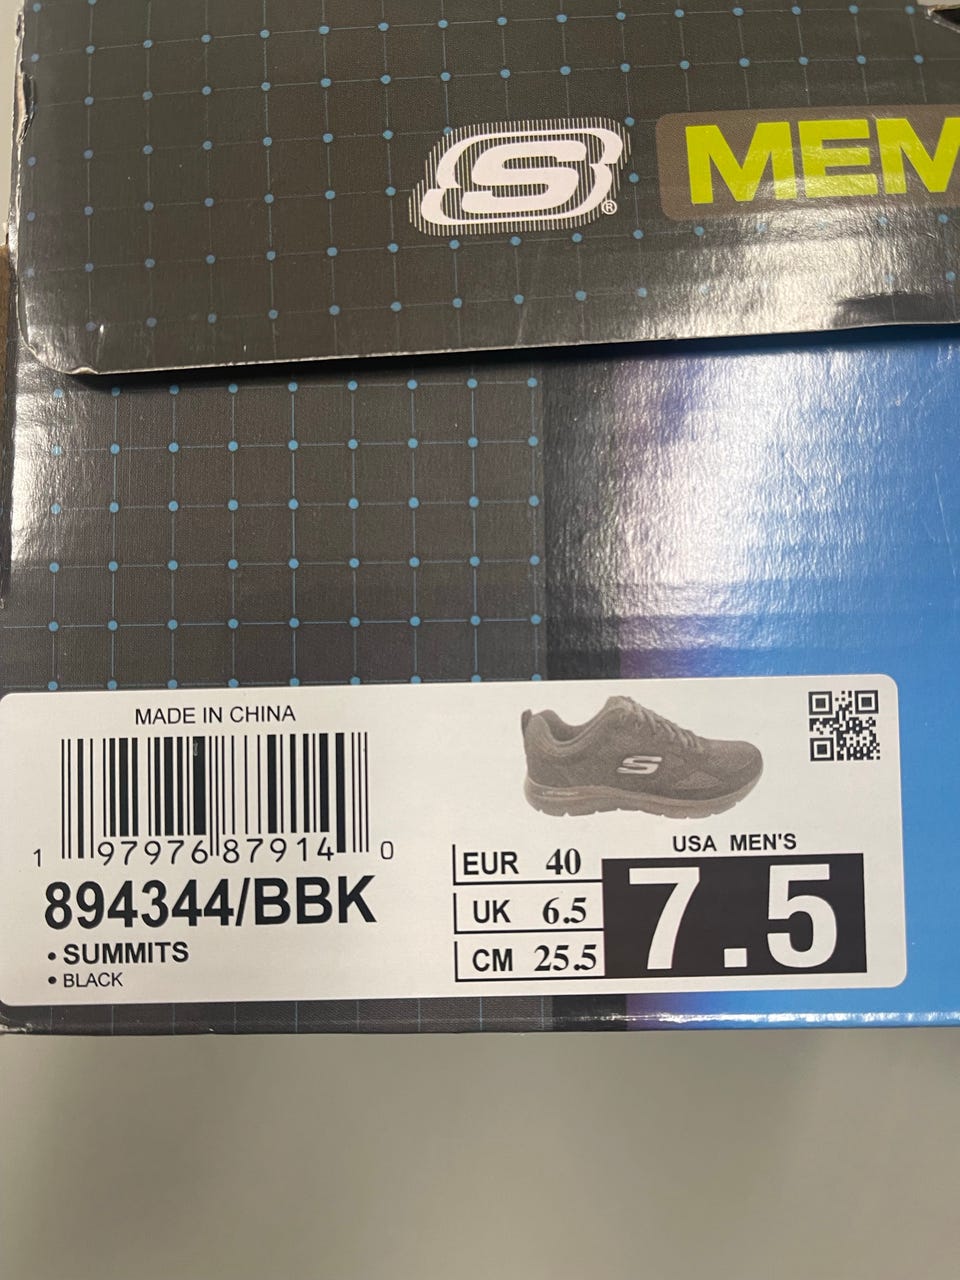 S®
MEM
MADE IN CHINA
1 97976 87914 0
894344/BBK
• SUMMITS
• BLACK
S
USA MEN'S
7.5
EUR 40
UK 6.5
CM 25.5